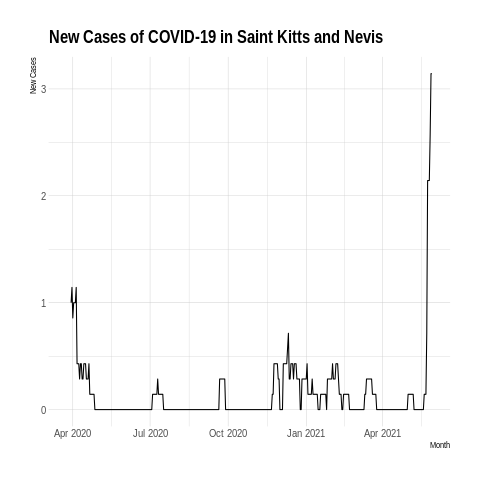 New Cases of COVID-19 in Saint Kitts and Nevis
New Cases
3
2
1
0
Apr 2020 Jul 2020 Oct 2020 Jan 2021 Apr 2021
Month